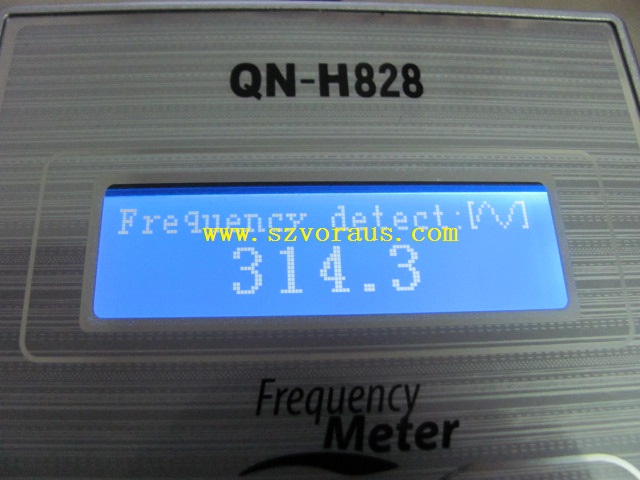 QN-H828
Frequency detect:[/\/\/]
www.szvoraus.com
314.3
Frequency
Meter